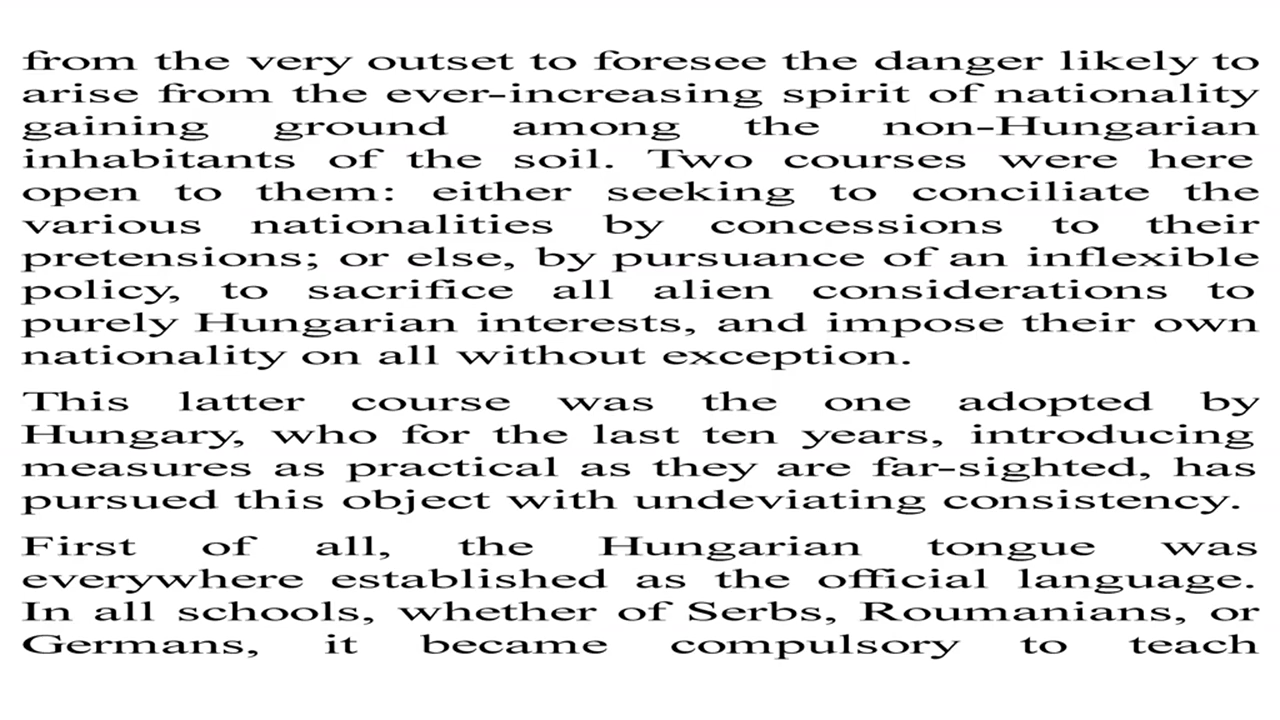 from the very outset to foresee the danger likely to
arise from the ever-increasing spirit of nationality
gaining ground among the non-Hungarian
inhabitants of the soil. Two courses were here
open to them: either seeking to conciliate the
various nationalities by concessions to their
pretensions; or else, by pursuance of an inflexible
policy, to sacrifice all alien considerations to
purely Hungarian interests, and impose their own
nationality on all without exception.
This latter course was the one adopted by
Hungary, who for the last ten years, introducing
measures as practical as they are far-sighted, has
pursued this object with undeviating consistency.
First of all, the Hungarian tongue was
everywhere established as the official language.
In all schools, whether of Serbs, Roumanians, or
Germans, it became compulsory to teach